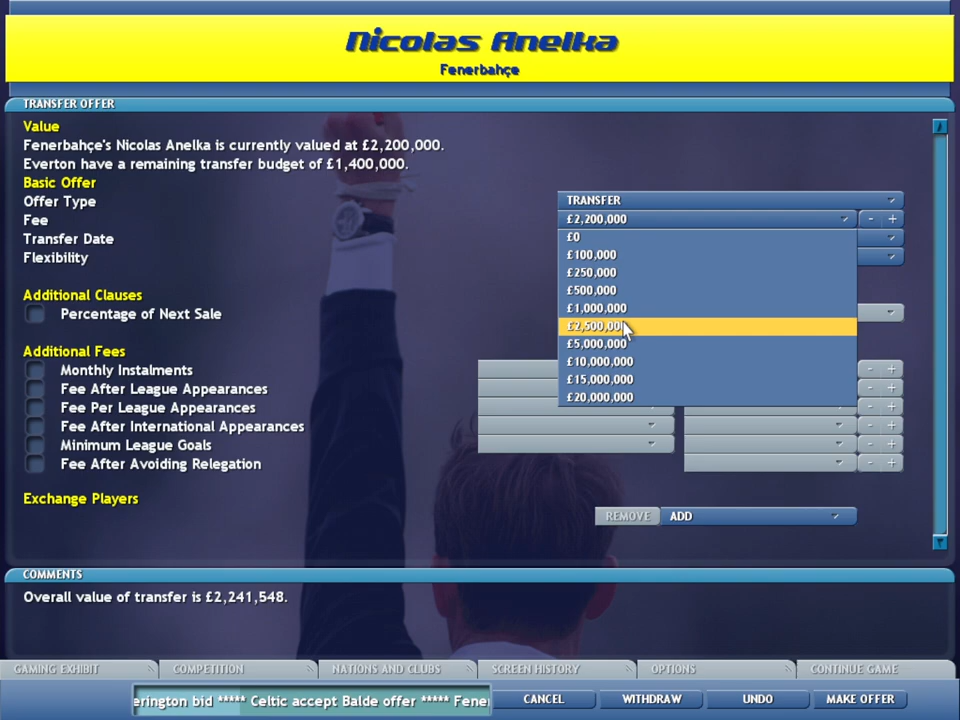 Nicolas Anelka
Fenerbahçe
TRANSFER OFFER
Value
Fenerbahçe's Nicolas Anelka is currently valued at £2,200,000.
Everton have a remaining transfer budget of £1,400,000.
Basic Offer
Offer Type TRANSFER
Fee £2,200,000 - +
Transfer Date £0
£100,000
Flexibility
£250,000
£500,000
Additional Clauses
£1,000,000
Percentage of Next Sale
£2,500,00
£5,000,000
Additional Fees
£10,000,000
Monthly Instalments - +
£15,000,000
Fee After League Appearances - +
£20,000,000
Fee Per League Appearances - +
Fee After International Appearances - +
Minimum League Goals - +
Fee After Avoiding Relegation - +
Exchange Players
REMOVE ADD
COMMENTS
Overall value of transfer is £2,241,548.
GAMING EXHIBIT COMPETITION NATIONS AND CLUBS SCREEN HISTORY OPTIONS CONTINUE GAME
erington bid ***** Celtic accept Balde offer ***** Fene CANCEL WITHDRAW UNDO MAKE OFFER